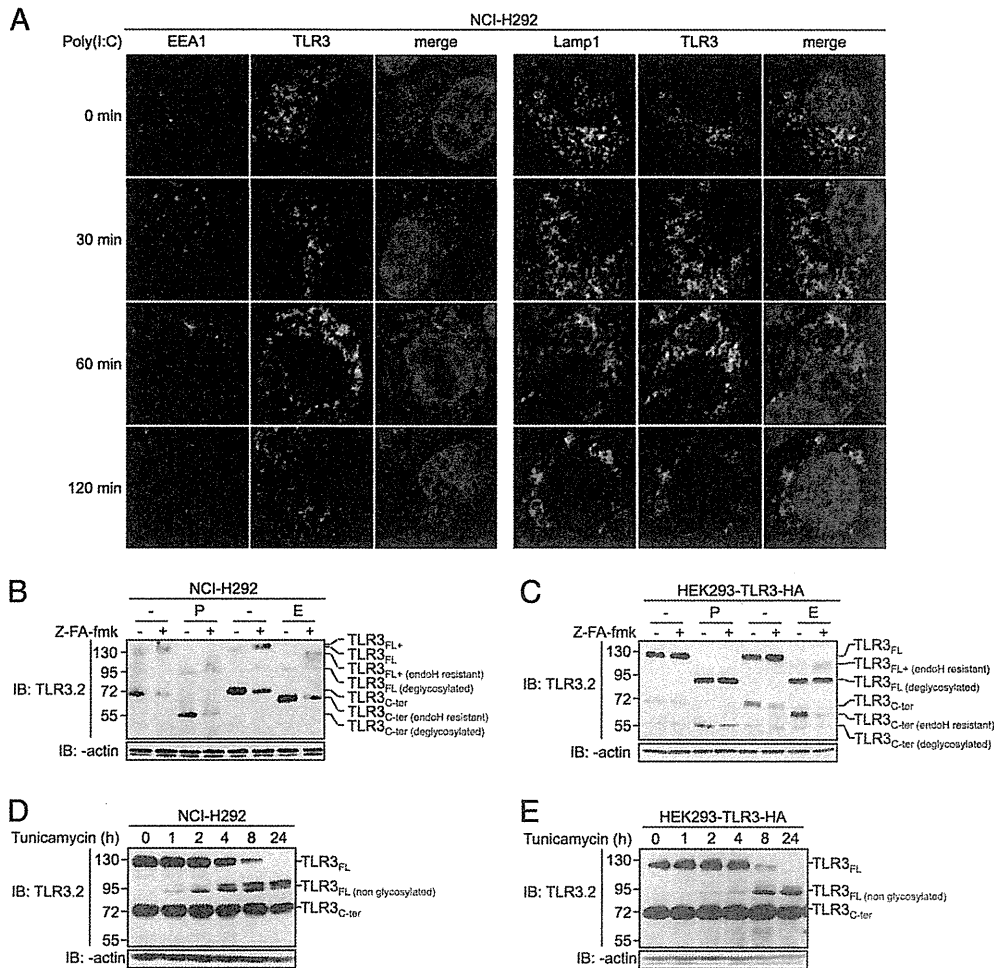 A
NCI-H292
Poly(I:C) EEA1 TLR3 merge Lamp1 TLR3 merge
0 min
30 min
60 min
120 min
B
NCI-H292
- P - E
Z-FA-fmk - + - + - + - +
IB: TLR3.2
130
95
72
55
TLR3FL+
TLR3FL
TLR3FL+ (endoH resistant)
TLR3FL (deglycosylated)
TLR3C-ter
TLR3C-ter (endoH resistant)
TLR3C-ter (deglycosylated)
IB: -actin
C
HEK293-TLR3-HA
- P - E
Z-FA-fmk - + - + - + - +
IB: TLR3.2
130
95
72
55
TLR3FL
TLR3FL+ (endoH resistant)
TLR3FL (deglycosylated)
TLR3C-ter
TLR3C-ter (endoH resistant)
TLR3C-ter (deglycosylated)
IB: -actin
D
NCI-H292
Tunicamycin (h) 0 1 2 4 8 24
IB: TLR3.2
130
95
72
55
TLR3FL
TLR3FL (non glycosylated)
TLR3C-ter
IB: -actin
E
HEK293-TLR3-HA
Tunicamycin (h) 0 1 2 4 8 24
IB: TLR3.2
130
95
72
55
TLR3FL
TLR3FL (non glycosylated)
TLR3C-ter
IB: -actin